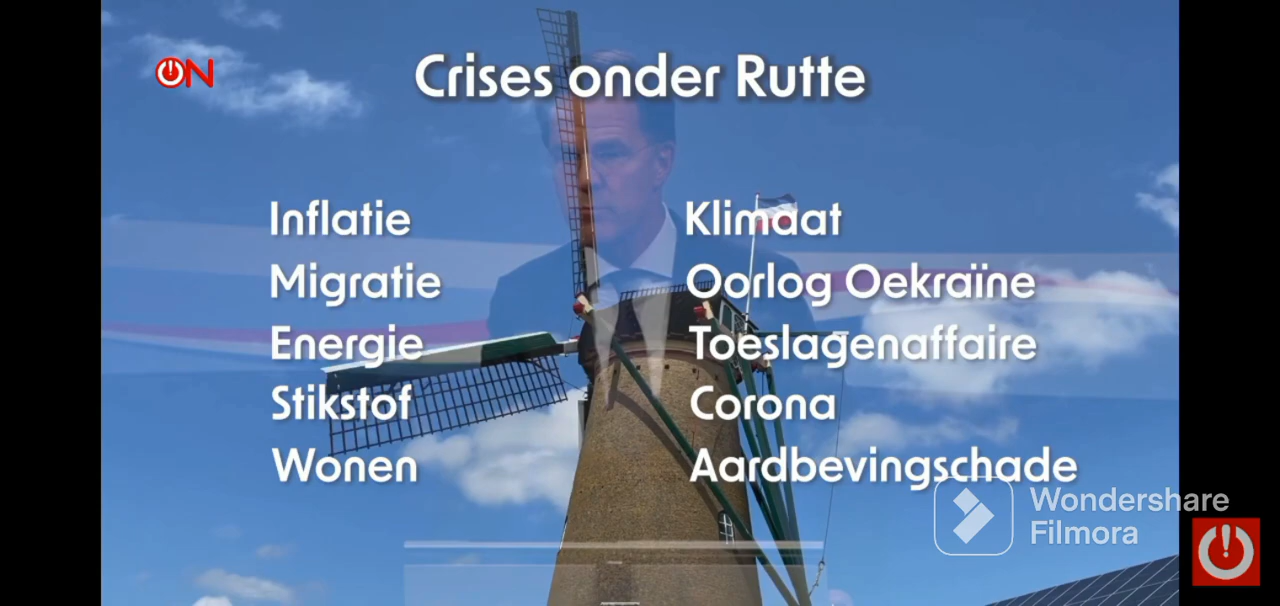 ON
Crises onder Rutte
Inflatie
Migratie
Energie
Stikstof
Wonen
Klimaat
Oorlog Oekraïne
Toeslagenaffaire
Corona
Aardbevingschade
Wondershare
Filmora